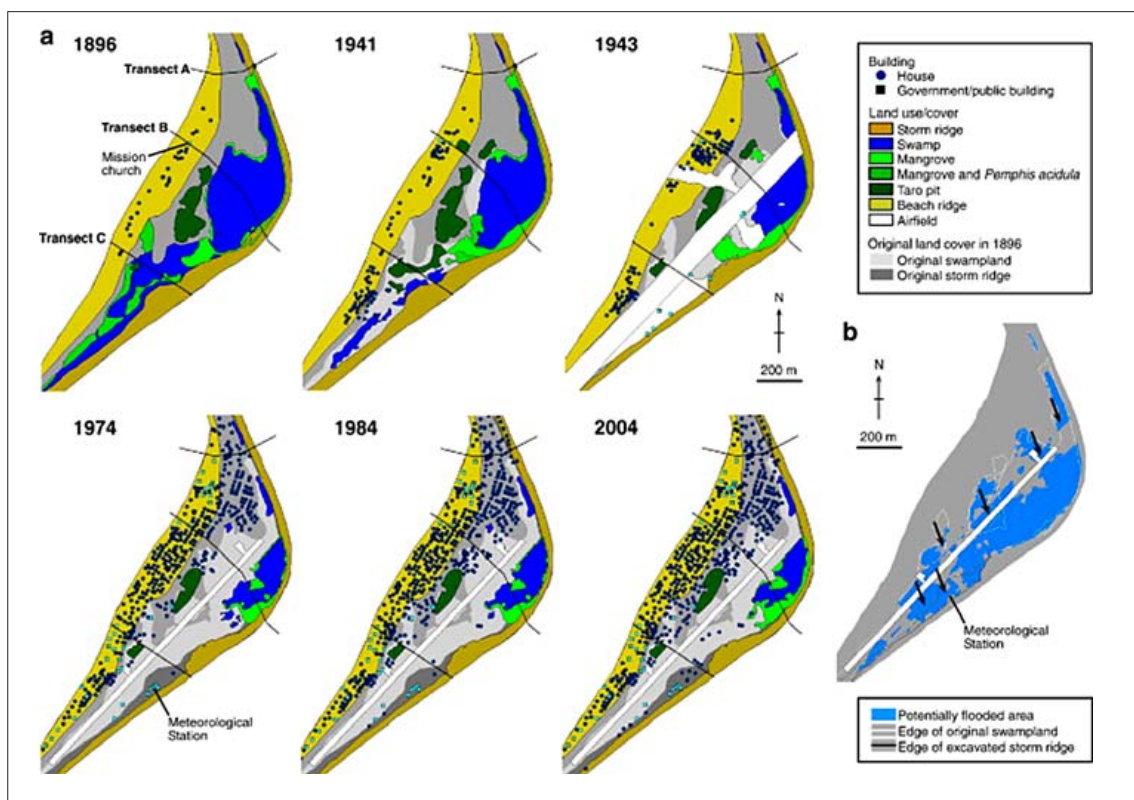 a
1896
Transect A
Transect B
Mission
church
Transect C
1941
1943
N
200 m
Building
House
Government/public building
Land use/cover
Storm ridge
Swamp
Mangrove
Mangrove and Pemphis acidula
Taro pit
Beach ridge
Airfield
Original land cover in 1896
Original swampland
Original storm ridge
1974
Meteorological
Station
1984
2004
b
N
200 m
Meteorological
Station
Potentially flooded area
Edge of original swampland
Edge of excavated storm ridge